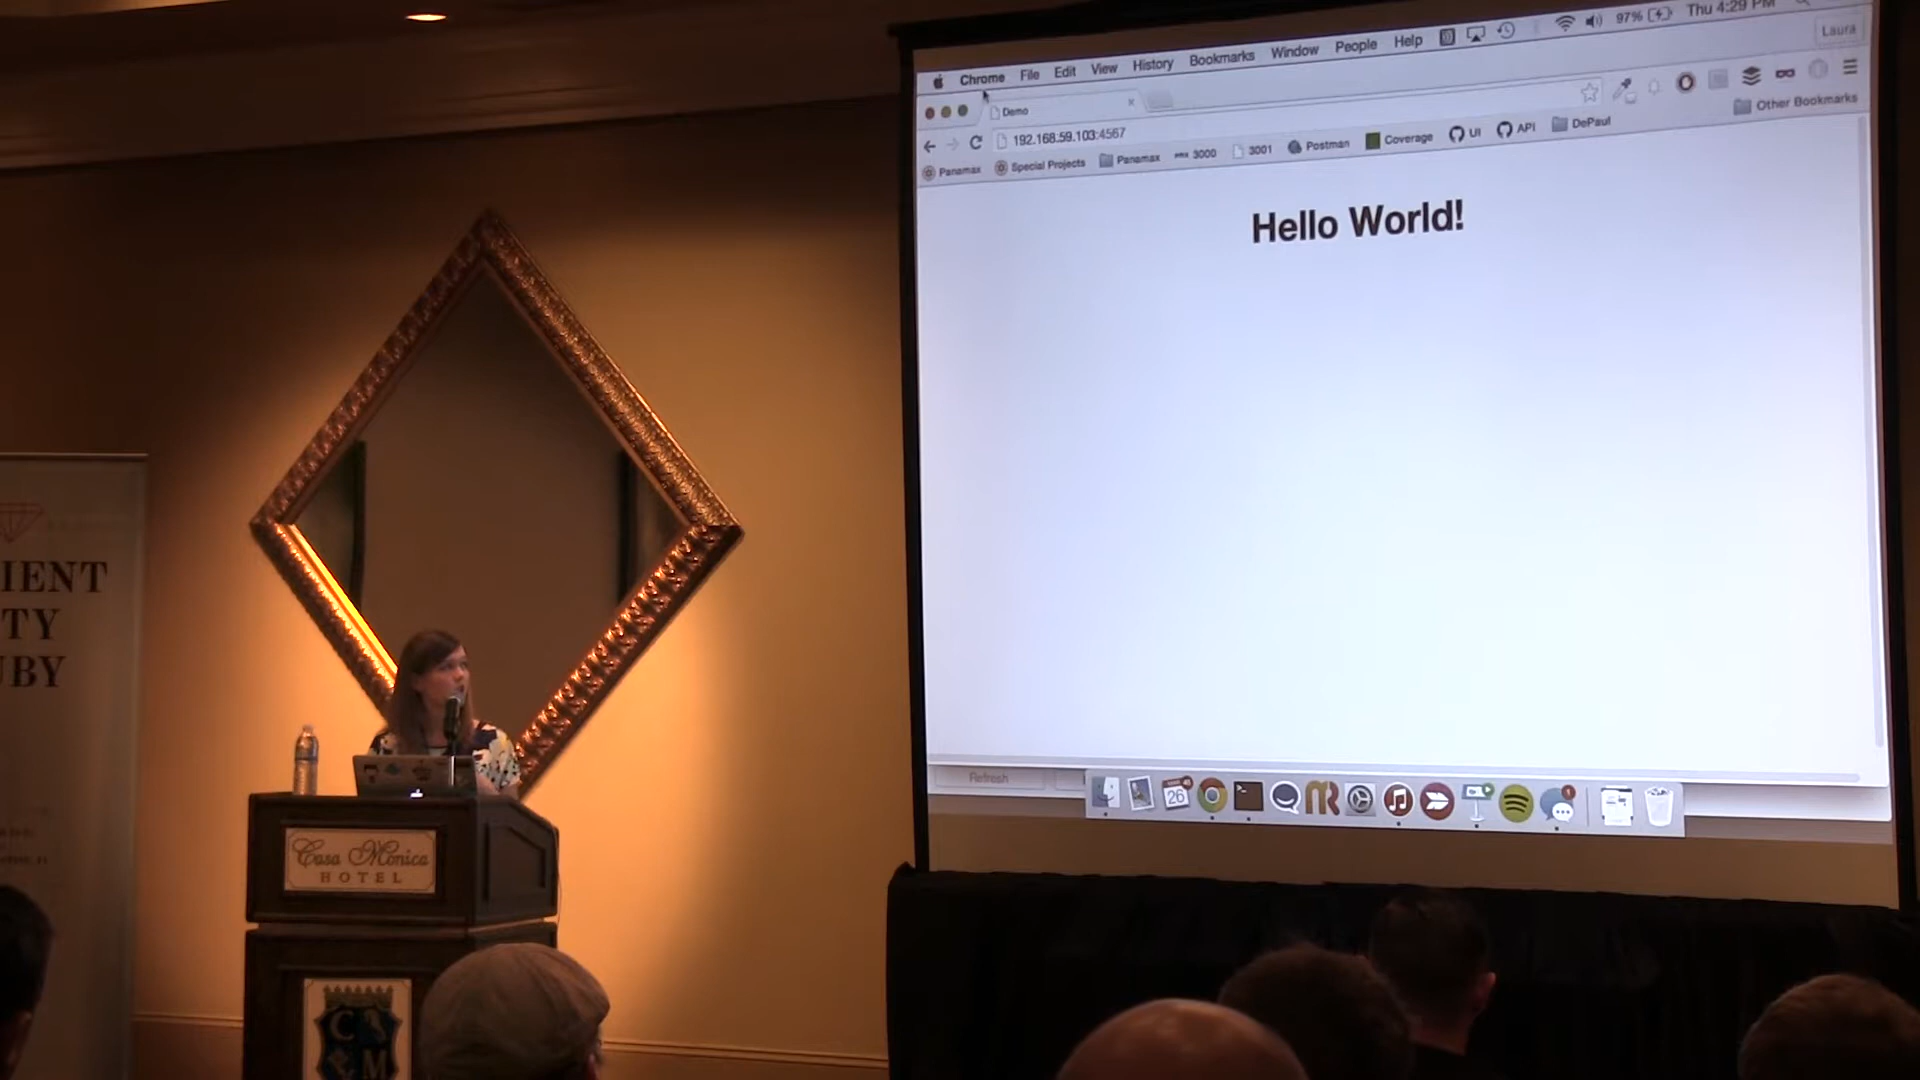 Chrome File Edit View History Bookmarks Window People Help 97% Thu 4:29 PM
Laura
Demo
192.168.59.103:4567
Other Bookmarks
Panamax Special Projects Panamax 3000 3001 Postman Coverage UI API DePaul
Hello World!
Refresh
26
IENT
TY
UBY
Casa Monica
HOTEL
C
M